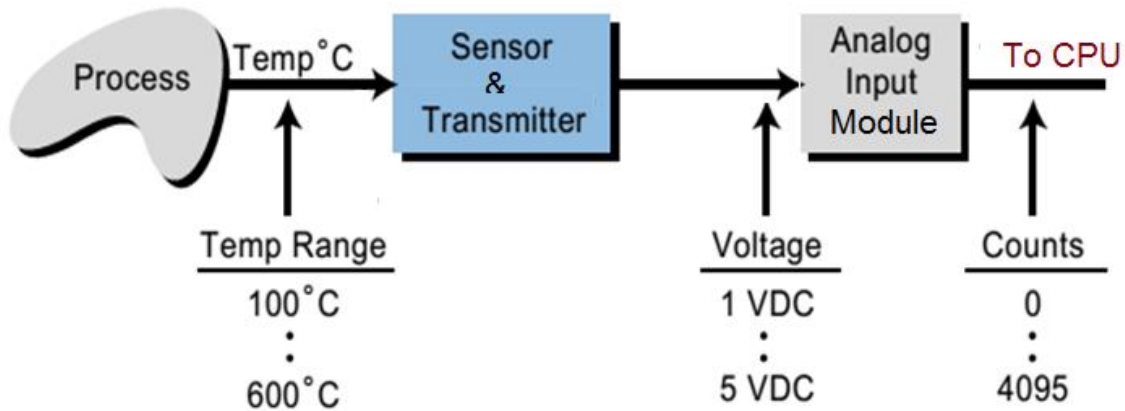 Process
Temp°C
Sensor
&
Transmitter
Analog
Input
Module
To CPU
Temp Range
100°C
:
600°C
Voltage
1 VDC
:
5 VDC
Counts
0
:
4095